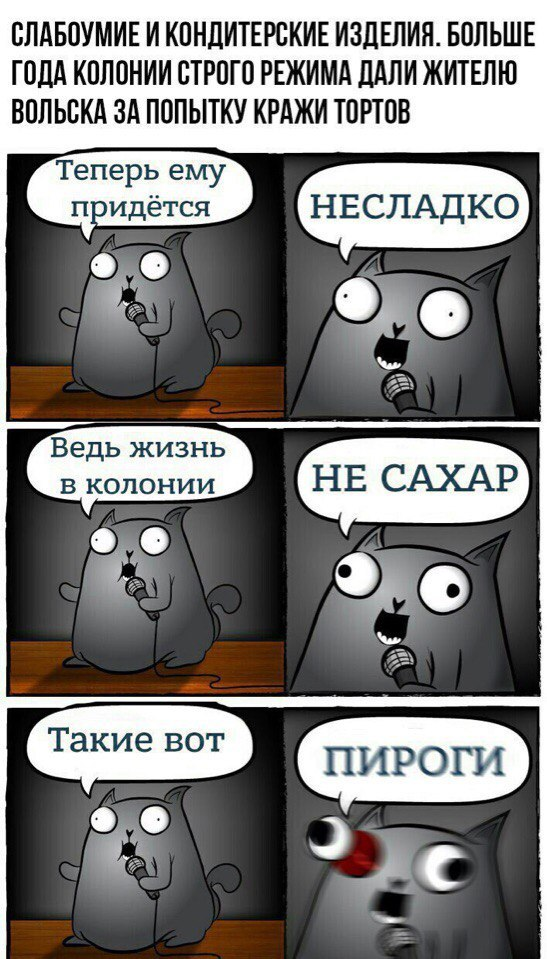 СЛАБОУМИЕ И КОНДИТЕРСКИЕ ИЗДЕЛИЯ. БОЛЬШЕ
ГОДА КОЛОНИИ СТРОГО РЕЖИМА ДАЛИ ЖИТЕЛЮ
ВОЛЬСКА ЗА ПОПЫТКУ КРАЖИ ТОРТОВ
Теперь ему
придётся
НЕСЛАДКО
Ведь жизнь
в колонии
НЕ САХАР
Такие вот
ПИРОГИ